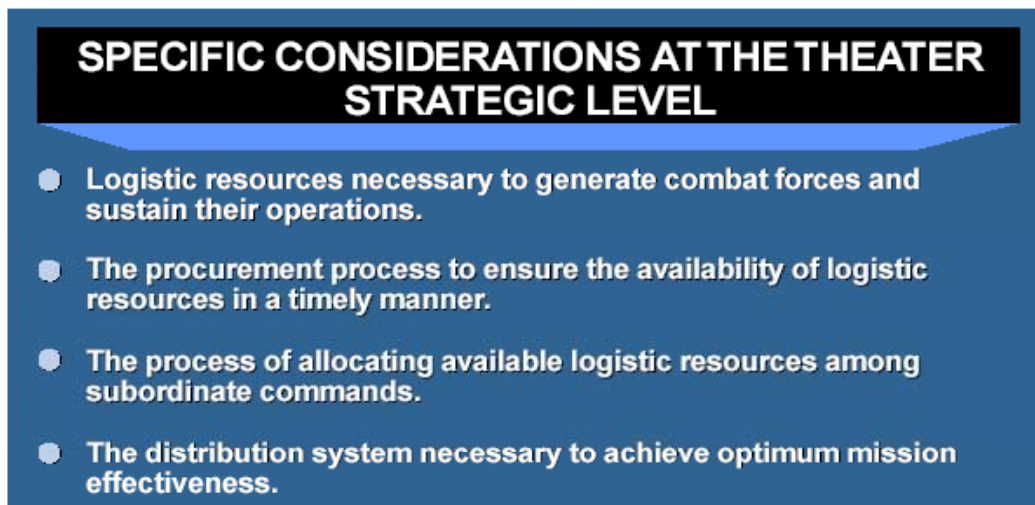 SPECIFIC CONSIDERATIONS AT THE THEATER
STRATEGIC LEVEL
Logistic resources necessary to generate combat forces and
sustain their operations.
The procurement process to ensure the availability of logistic
resources in a timely manner.
The process of allocating available logistic resources among
subordinate commands.
The distribution system necessary to achieve optimum mission
effectiveness.